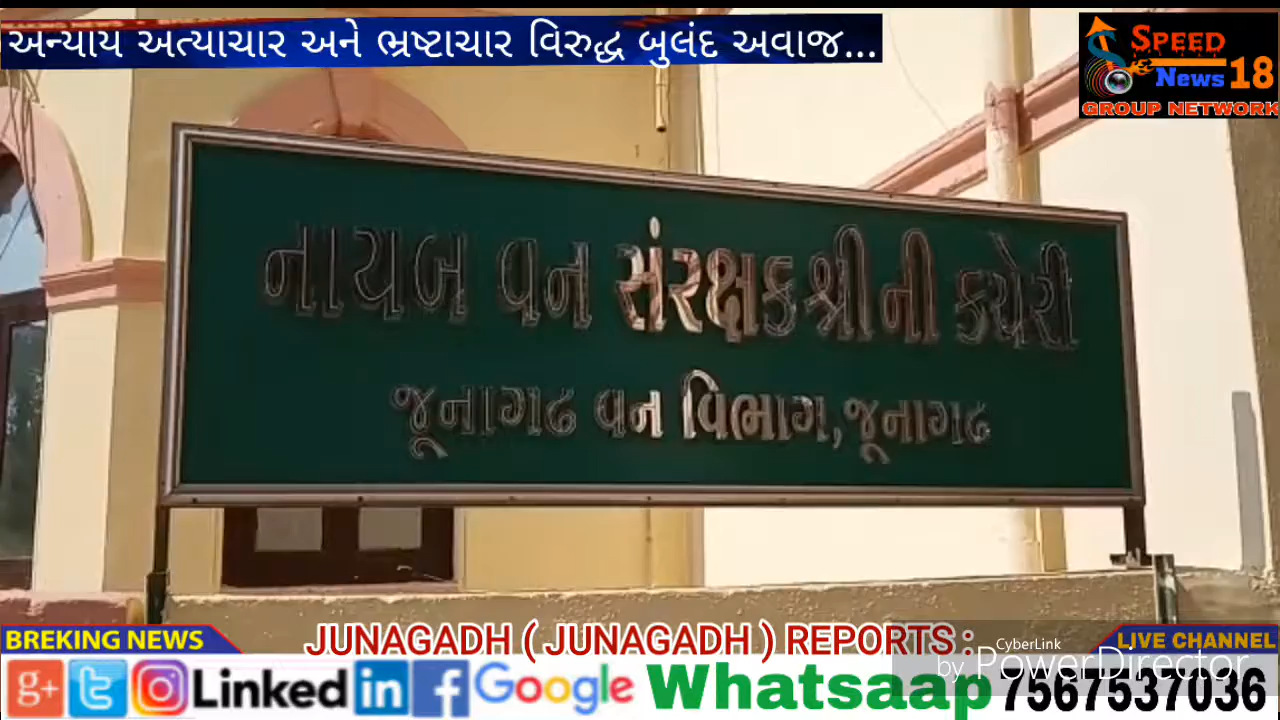 અન્યાય અત્યાચાર અને ભ્રષ્ટાચાર વિરુદ્ધ બુલંદ અવાજ...
SPEED
News 18
GROUP NETWORK
નાયબ વન સંરક્ષકશ્રીની કચેરી
જૂનાગઢ વન વિભાગ,જૂનાગઢ
BREKING NEWS
JUNAGADH ( JUNAGADH ) REPORTS :
LIVE CHANNEL
CyberLink
by PowerDirector
g+ Linked in f Google Whatsaap 7567537036